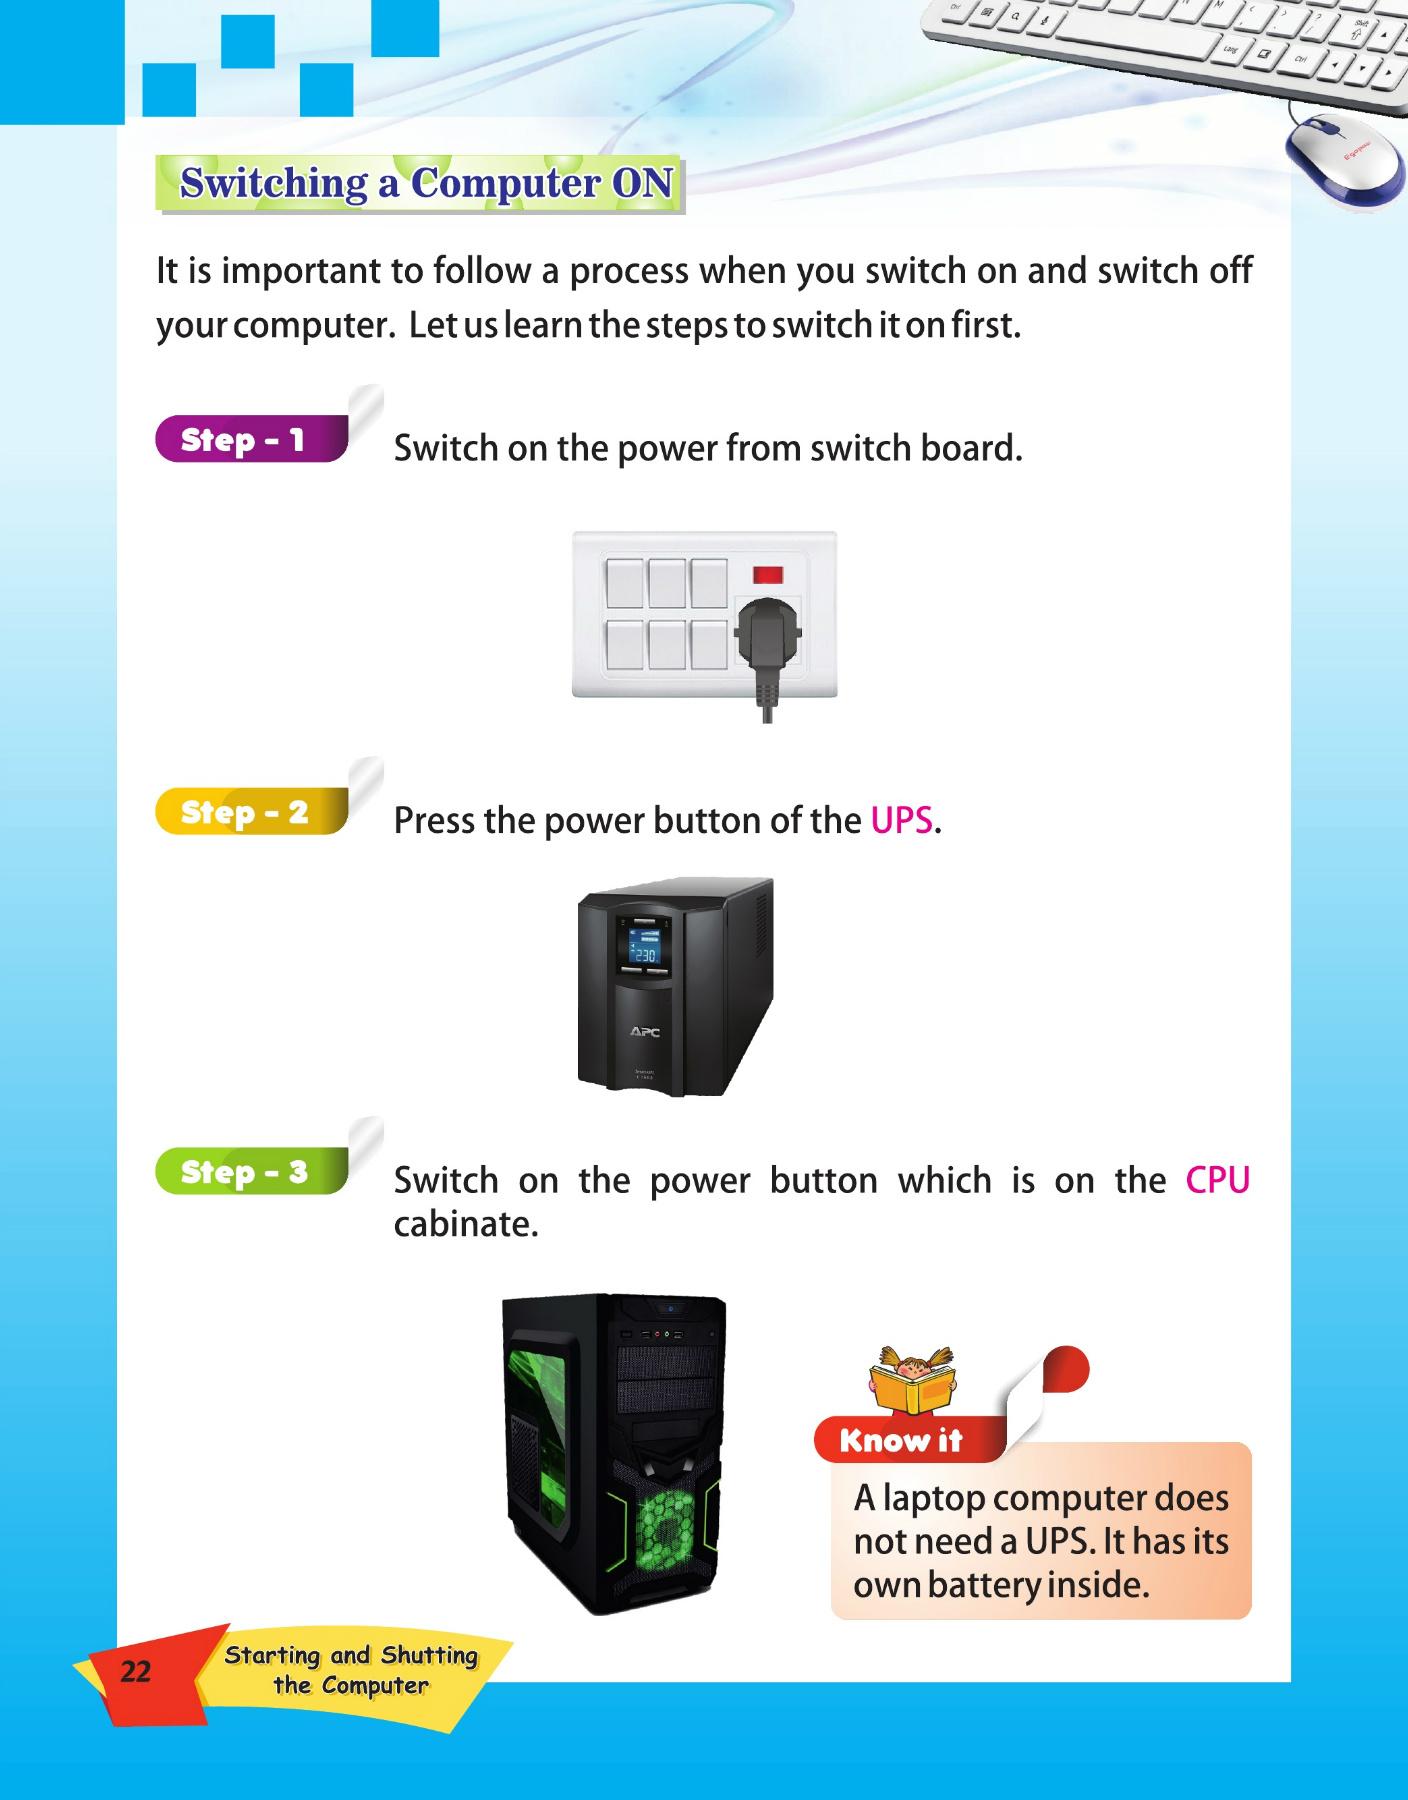 Switching a Computer ON
It is important to follow a process when you switch on and switch off
your computer. Let us learn the steps to switch it on first.
Step - 1
Switch on the power from switch board.
Step - 2
Press the power button of the UPS.
230
APC
Step - 3
Switch on the power button which is on the CPU
cabinate.
Know it
A laptop computer does
not need a UPS. It has its
own battery inside.
22
Starting and Shutting
the Computer